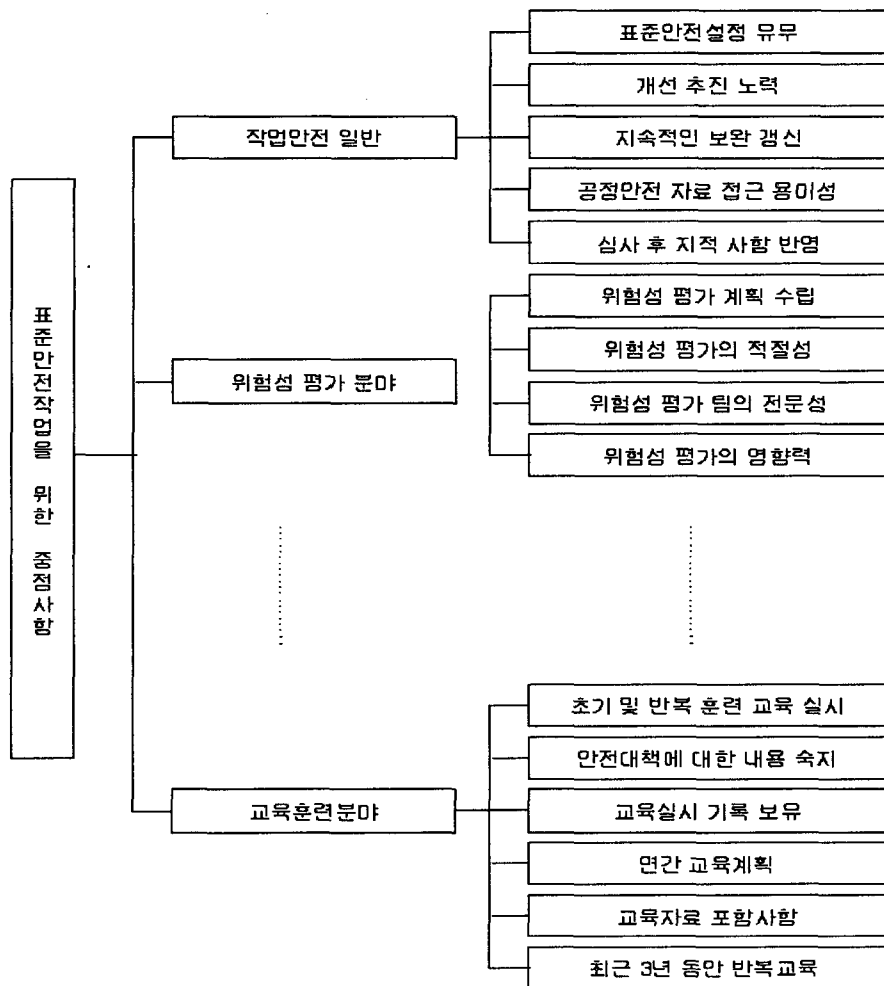 표준안전작업을 위한 중점사항
작업안전 일반
표준안전설정 유무
개선 추진 노력
지속적인 보완 갱신
공정안전 자료 접근 용이성
심사 후 지적 사항 반영
위험성 평가 분야
위험성 평가 계획 수립
위험성 평가의 적절성
위험성 평가 팀의 전문성
위험성 평가의 영향력
교육훈련분야
초기 및 반복 훈련 교육 실시
안전대책에 대한 내용 숙지
교육실시 기록 보유
연간 교육계획
교육자료 포함사항
최근 3년 동안 반복교육